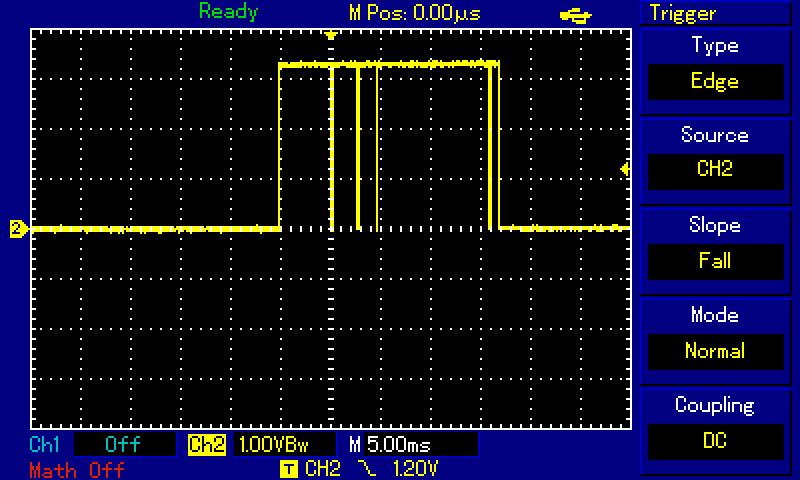 Ready M Pos: 0.00µs Trigger
Type
Edge
Source
CH2
2
Slope
Fall
Mode
Normal
Coupling
DC
Ch1 Off Ch2 1.00VBw M 5.00ms
Math Off T CH2 1.20V